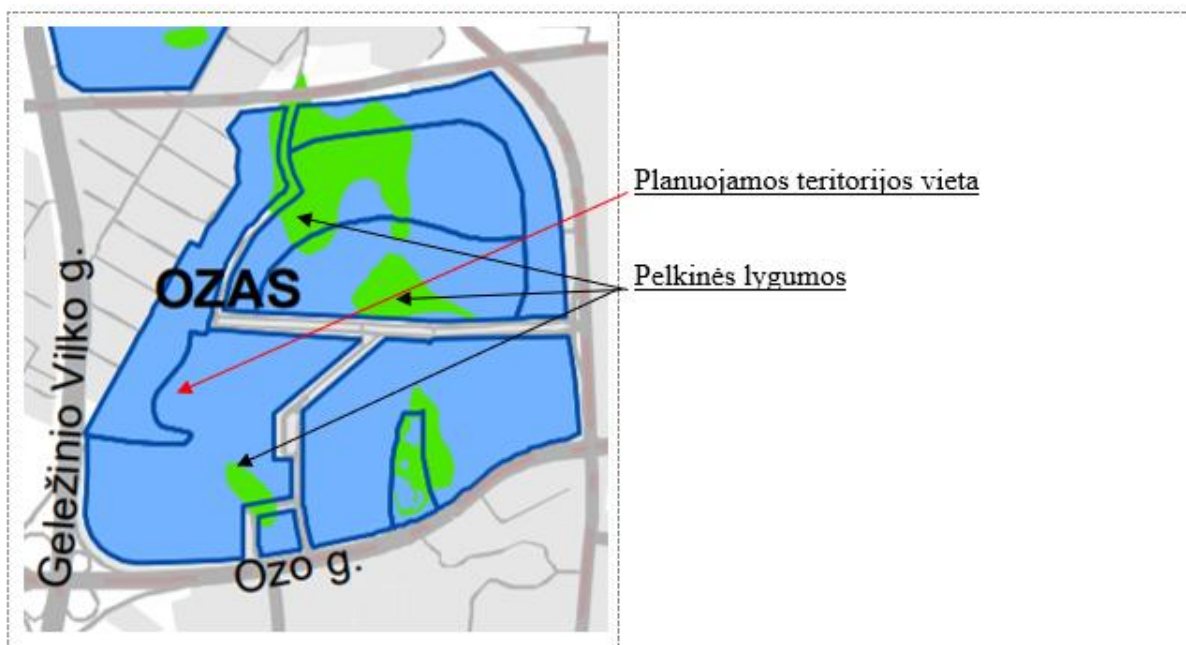 Planuojamos teritorijos vieta
Pelkinės lygumos
OZAS
Geležinio Vilko g.
Ozo g.